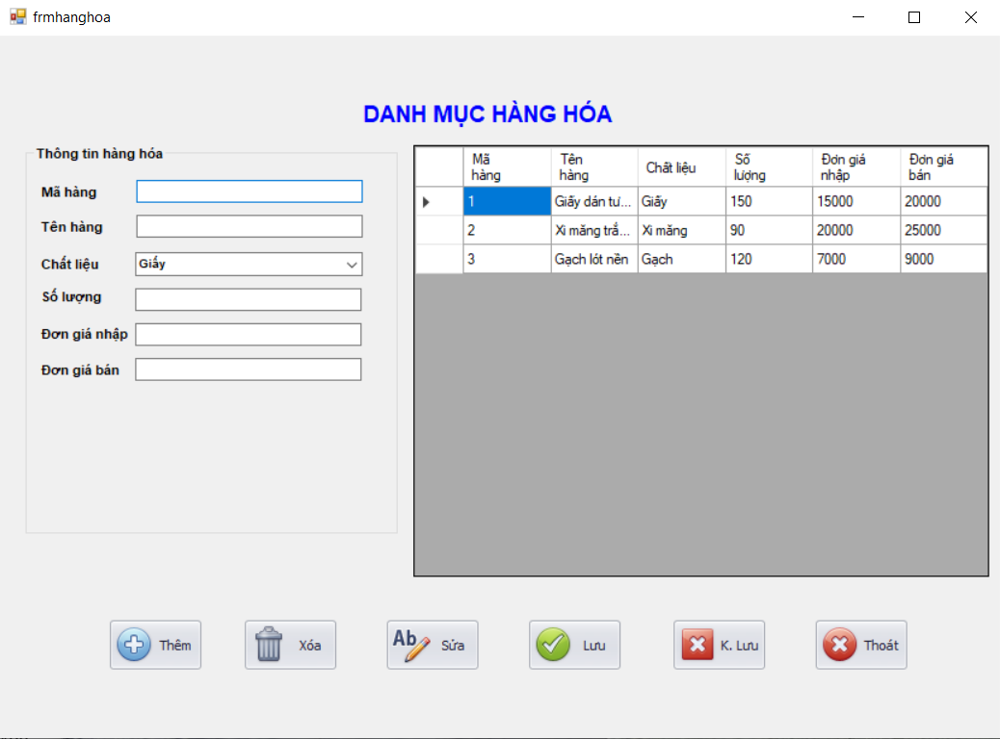 frmhanghoa
DANH MỤC HÀNG HÓA
Thông tin hàng hóa
Mã hàng
Tên hàng
Chất liệu Giấy
Số lượng
Đơn giá nhập
Đơn giá bán
Mã hàng Tên hàng Chất liệu Số lượng Đơn giá nhập Đơn giá bán
1 Giấy dán tư... Giấy 150 15000 20000
2 Xi măng trắ... Xi măng 90 20000 25000
3 Gạch lót nền Gạch 120 7000 9000
Thêm Xóa Ab Sửa Lưu K. Lưu Thoát